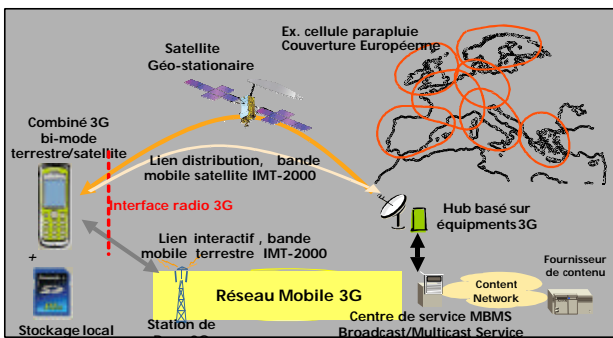 Ex. cellule parapluie
Couverture Européenne
Satellite
Géo-stationaire
Combiné 3G
bi-mode
terrestre/satellite
Lien distribution, bande
mobile satellite IMT-2000
Interface radio 3G
Hub basé sur
équipements 3G
Lien interactif , bande
mobile terrestre IMT-2000
+
Stockage local
Réseau Mobile 3G
Station de
Content
Network
Fournisseur
de contenu
Centre de service MBMS
Broadcast/Multicast Service